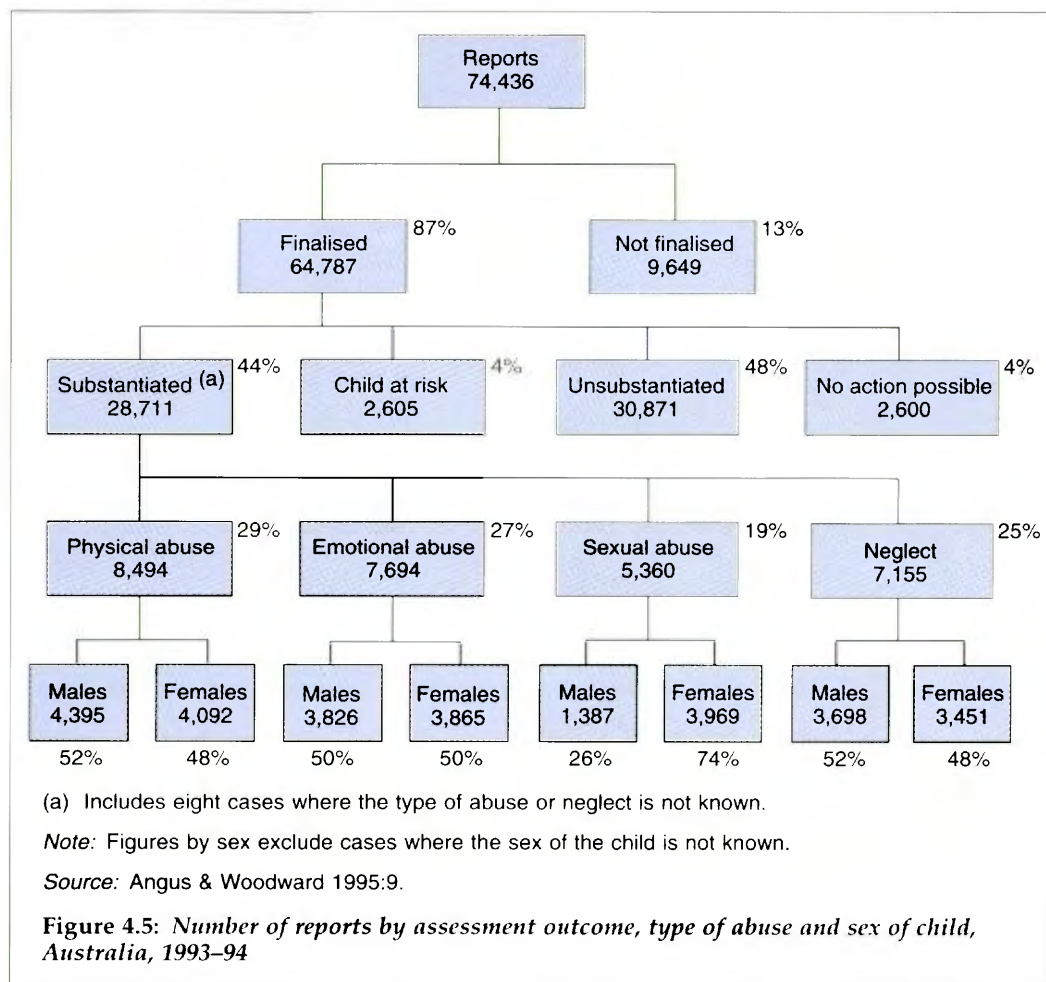 Reports
74,436
Finalised
64,787
87%
Not finalised
9,649
13%
Substantiated (a)
28,711
44%
Child at risk
2,605
4%
Unsubstantiated
30,871
48%
No action possible
2,600
4%
Physical abuse
8,494
29%
Emotional abuse
7,694
27%
Sexual abuse
5,360
19%
Neglect
7,155
25%
Males
4,395
52%
Females
4,092
48%
Males
3,826
50%
Females
3,865
50%
Males
1,387
26%
Females
3,969
74%
Males
3,698
52%
Females
3,451
48%
(a) Includes eight cases where the type of abuse or neglect is not known.
Note: Figures by sex exclude cases where the sex of the child is not known.
Source: Angus & Woodward 1995:9.
Figure 4.5: Number of reports by assessment outcome, type of abuse and sex of child,
Australia, 1993–94